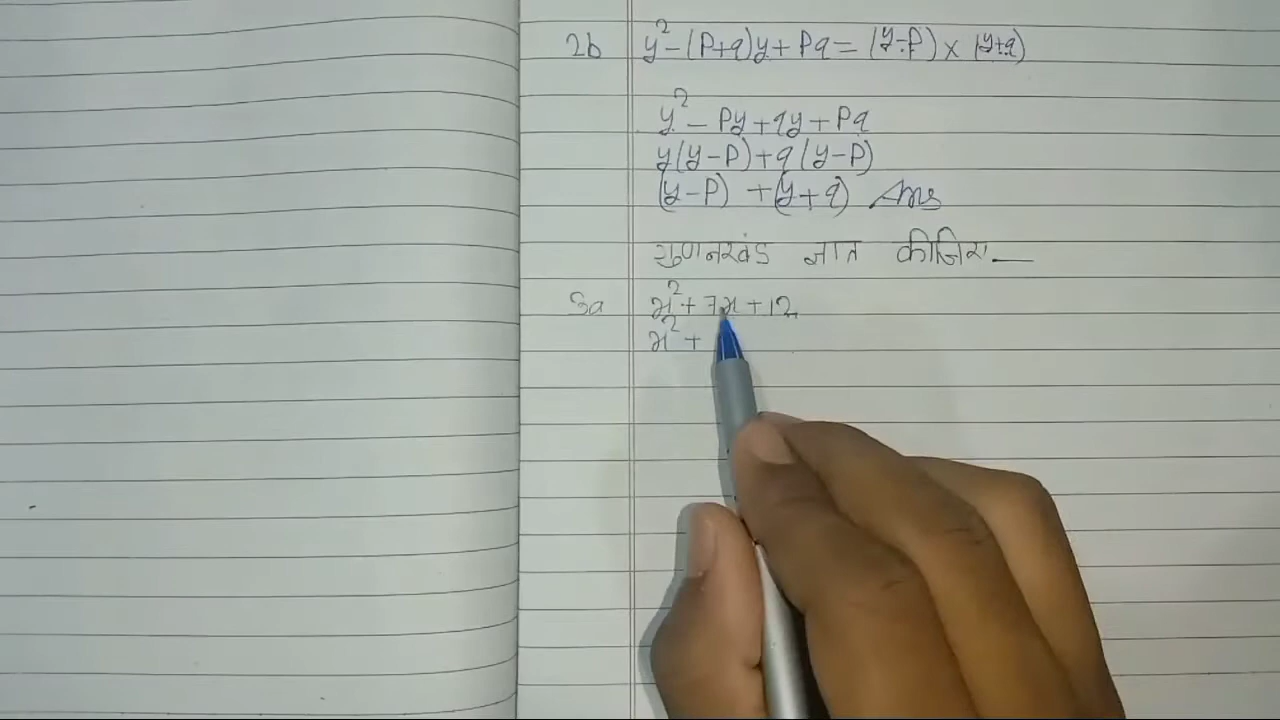 2b y² - (P+q)y + Pq = (y-P) × (y+q)
y² - Py + qy + Pq
y(y-P) + q(y-P)
(y-P) + (y+q) Ans
गुणनखंड ज्ञात कीजिए —
3a x² + 7x + 12
x² +